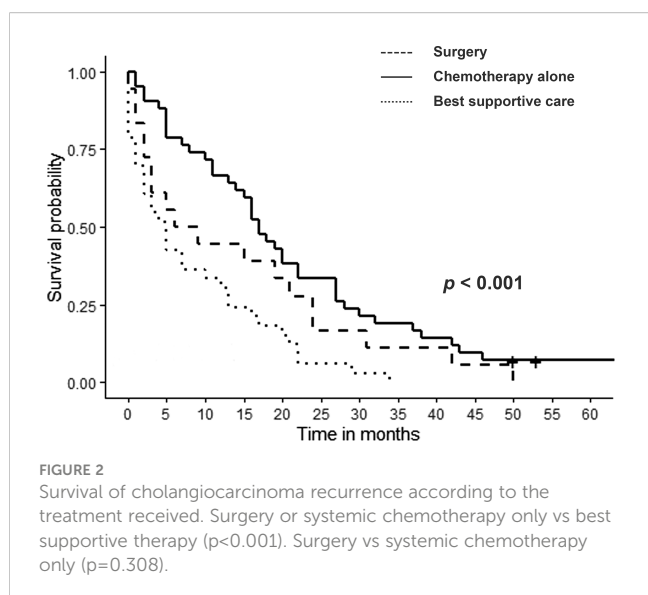 Surgery
Chemotherapy alone
Best supportive care
1.00
0.75
0.50
0.25
0.00
Survival probability
p < 0.001
0 5 10 15 20 25 30 35 40 45 50 55 60
Time in months
FIGURE 2
Survival of cholangiocarcinoma recurrence according to the
treatment received. Surgery or systemic chemotherapy only vs best
supportive therapy (p<0.001). Surgery vs systemic chemotherapy
only (p=0.308).